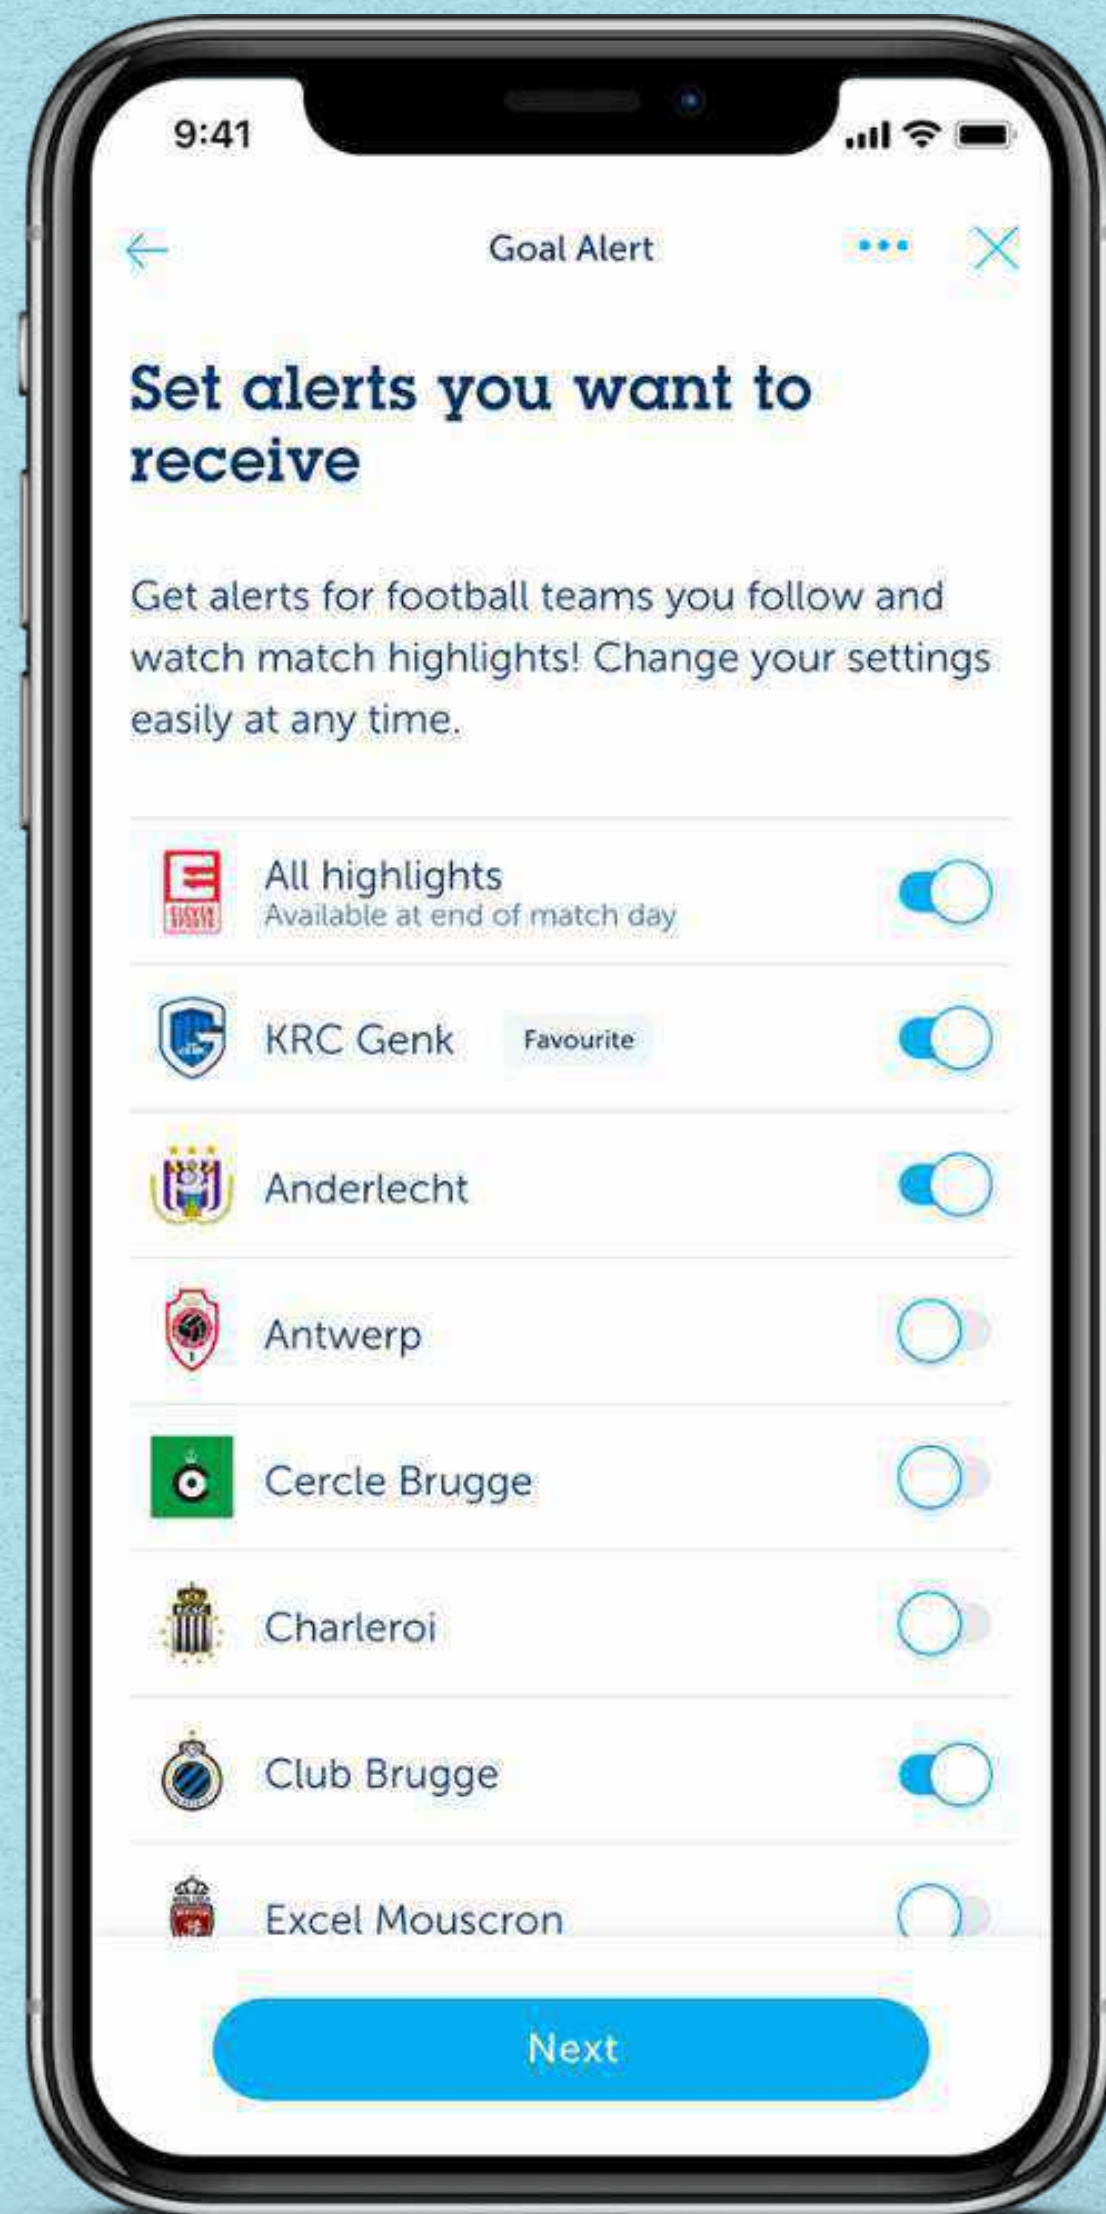 9:41
Goal Alert
Set alerts you want to
receive
Get alerts for football teams you follow and
watch match highlights! Change your settings
easily at any time.
ELEVEN
SPORTS
All highlights
Available at end of match day
KRC Genk Favourite
Anderlecht
Antwerp
Cercle Brugge
Charleroi
Club Brugge
Excel Mouscron
Next